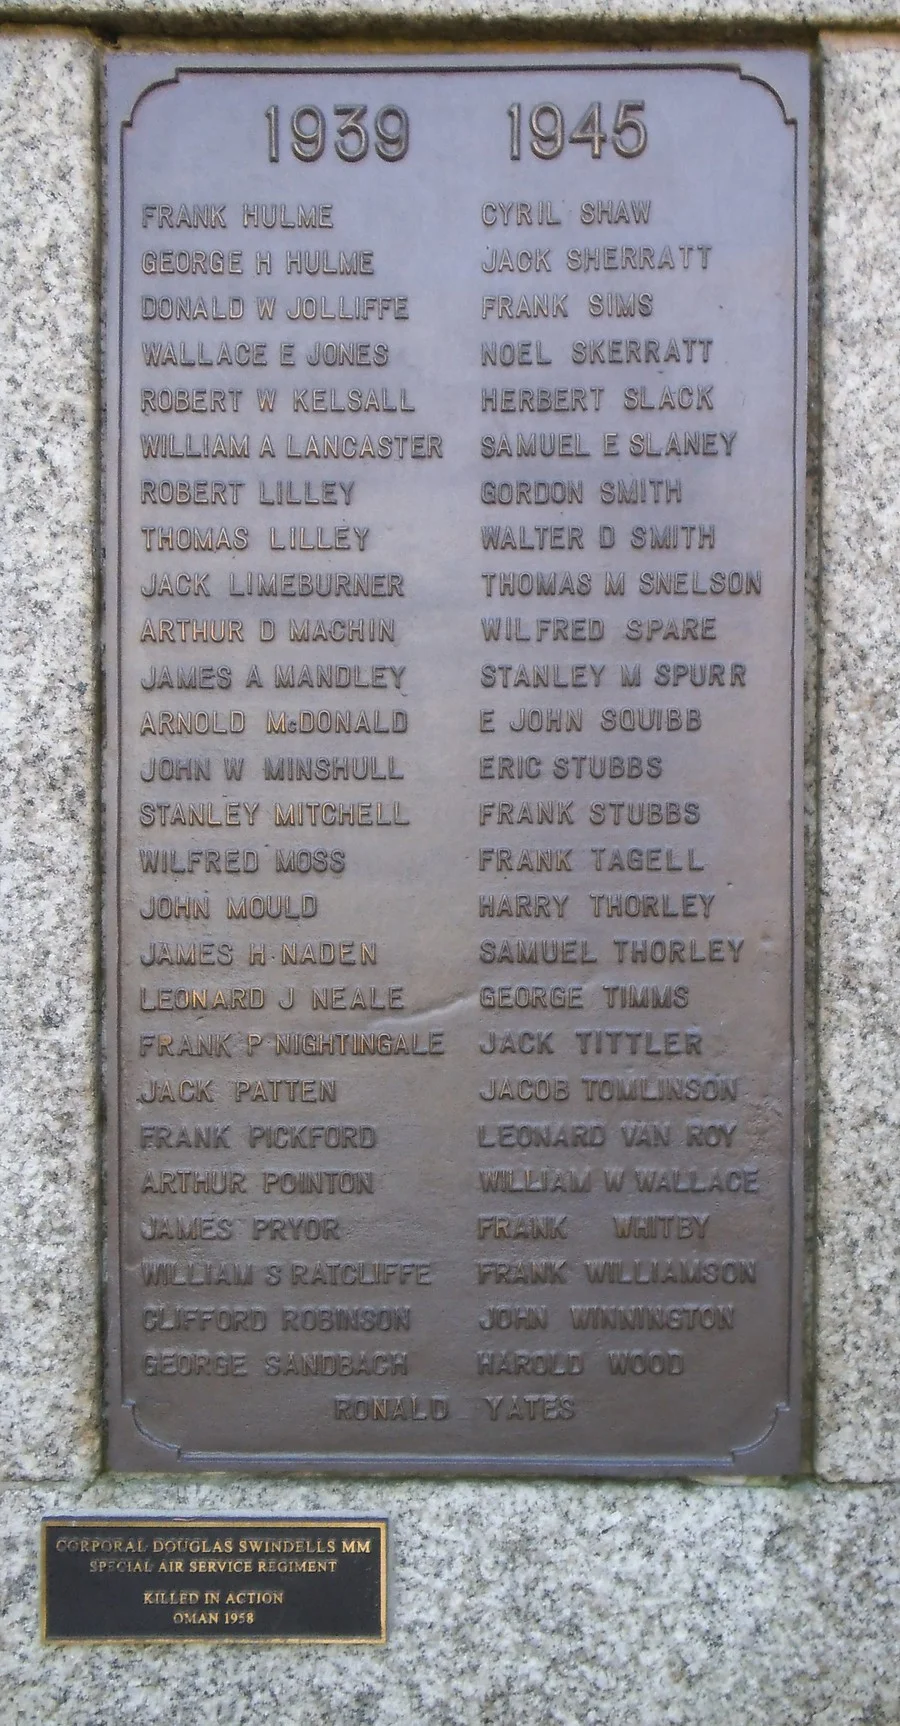 1939 1945
FRANK HULME
GEORGE H HULME
DONALD W JOLLIFFE
WALLACE E JONES
ROBERT W KELSALL
WILLIAM A LANCASTER
ROBERT LILLEY
THOMAS LILLEY
JACK LIMEBURNER
ARTHUR D MACHIN
JAMES A MANDLEY
ARNOLD McDONALD
JOHN W MINSHULL
STANLEY MITCHELL
WILFRED MOSS
JOHN MOULD
JAMES H NADEN
LEONARD J NEALE
FRANK P NIGHTINGALE
JACK PATTEN
FRANK PICKFORD
ARTHUR POINTON
JAMES PRYOR
WILLIAM S RATCLIFFE
CLIFFORD ROBINSON
GEORGE SANDBACH
CYRIL SHAW
JACK SHERRATT
FRANK SIMS
NOEL SKERRATT
HERBERT SLACK
SAMUEL E SLANEY
GORDON SMITH
WALTER D SMITH
THOMAS M SNELSON
WILFRED SPARE
STANLEY M SPURR
E JOHN SQUIBB
ERIC STUBBS
FRANK STUBBS
FRANK TAGELL
HARRY THORLEY
SAMUEL THORLEY
GEORGE TIMMS
JACK TITTLER
JACOB TOMLINSON
LEONARD VAN ROY
WILLIAM W WALLACE
FRANK WHITBY
FRANK WILLIAMSON
JOHN WINNINGTON
HAROLD WOOD
RONALD YATES
CORPORAL DOUGLAS SWINDELLS MM
SPECIAL AIR SERVICE REGIMENT
KILLED IN ACTION
OMAN 1958